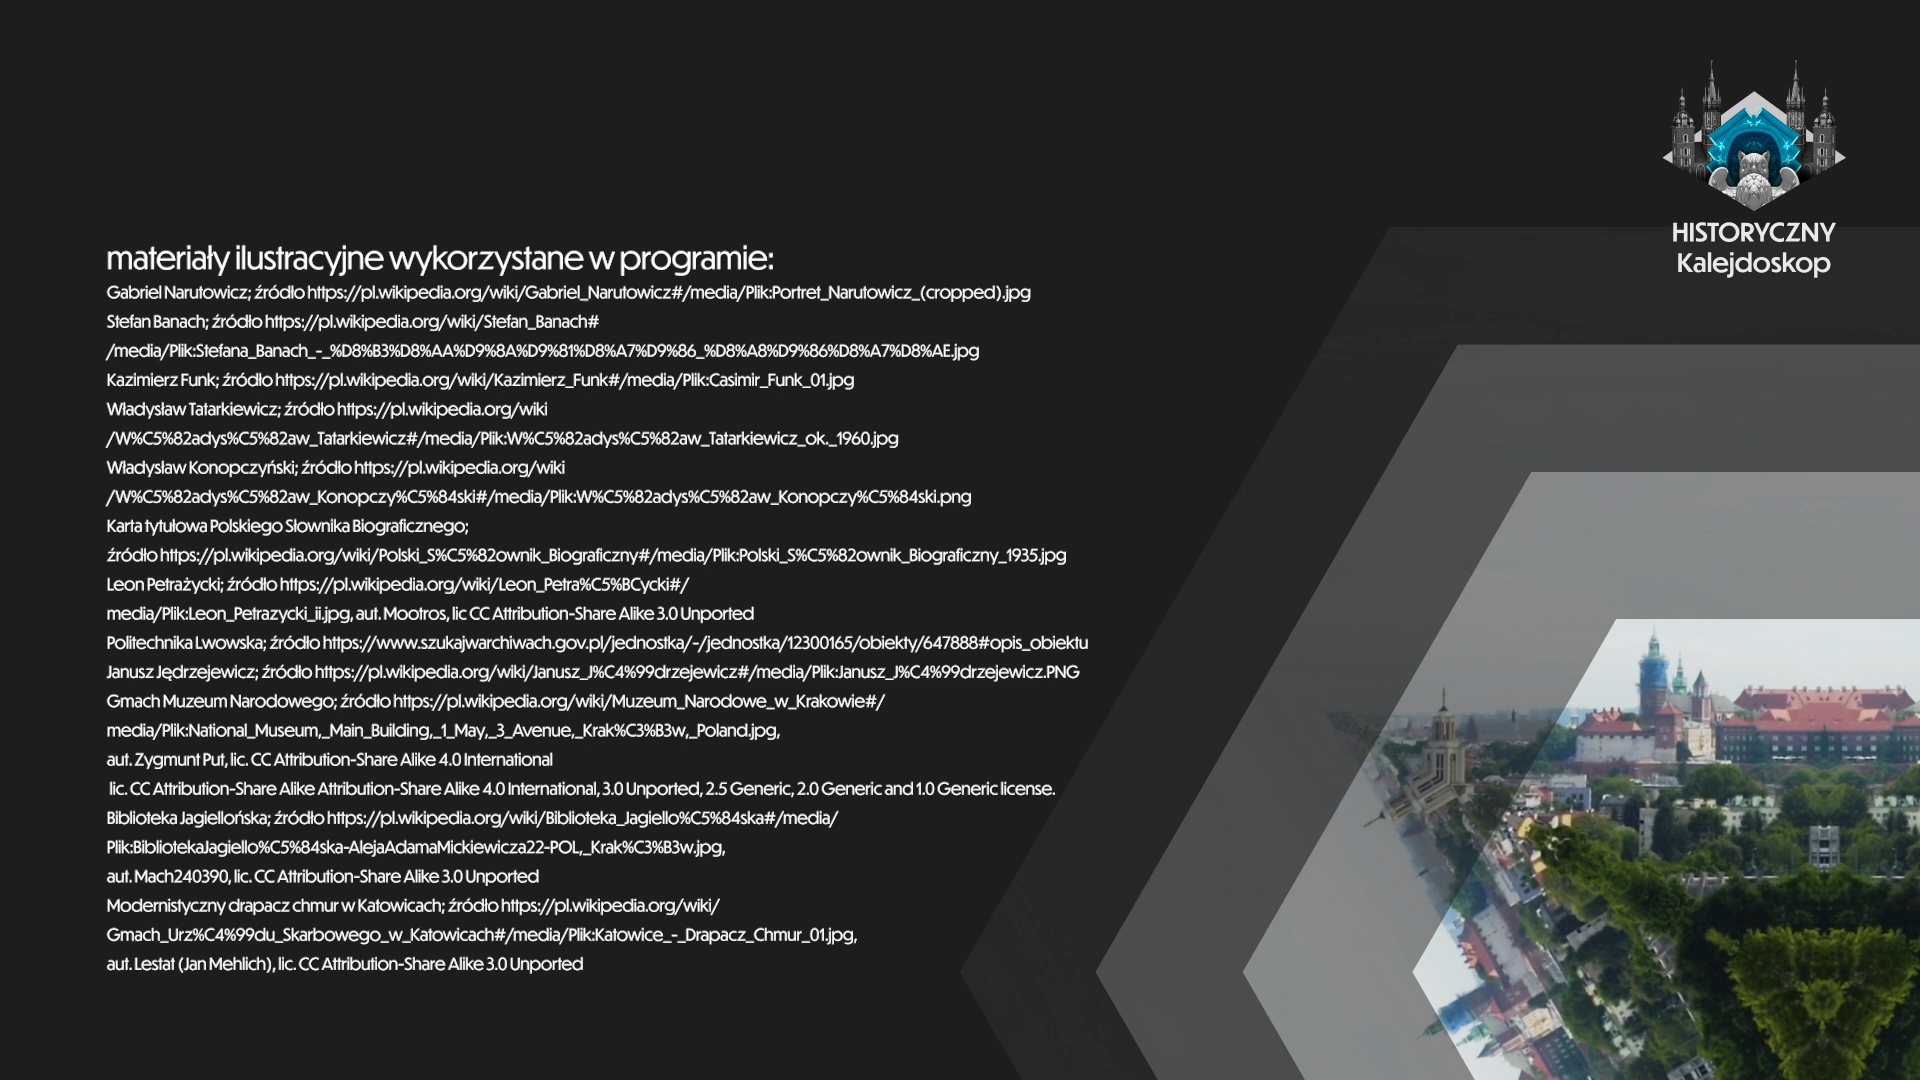 HISTORYCZNY
Kalejdoskop
materiały ilustracyjne wykorzystane w programie:
Gabriel Narutowicz; źródło https://pl.wikipedia.org/wiki/Gabriel_Narutowicz#/media/Plik:Portret_Narutowicz_(cropped).jpg
Stefan Banach; źródło https://pl.wikipedia.org/wiki/Stefan_Banach#
/media/Plik:Stefana_Banach_-_%D8%B3%D8%AA%D9%8A%D9%81%D8%A7%D9%86_%D8%A8%D9%86%D8%A7%D8%AE.jpg
Kazimierz Funk; źródło https://pl.wikipedia.org/wiki/Kazimierz_Funk#/media/Plik:Casimir_Funk_01.jpg
Władysław Tatarkiewicz; źródło https://pl.wikipedia.org/wiki
/W%C5%82adys%C5%82aw_Tatarkiewicz#/media/Plik:W%C5%82adys%C5%82aw_Tatarkiewicz_ok._1960.jpg
Władysław Konopczyński; źródło https://pl.wikipedia.org/wiki
/W%C5%82adys%C5%82aw_Konopczy%C5%84ski#/media/Plik:W%C5%82adys%C5%82aw_Konopczy%C5%84ski.png
Karta tytułowa Polskiego Słownika Biograficznego;
źródło https://pl.wikipedia.org/wiki/Polski_S%C5%82ownik_Biograficzny#/media/Plik:Polski_S%C5%82ownik_Biograficzny_1935.jpg
Leon Petrażycki; źródło https://pl.wikipedia.org/wiki/Leon_Petra%C5%BCycki#/
media/Plik:Leon_Petrazycki_ii.jpg, aut. Mootros, lic CC Attribution-Share Alike 3.0 Unported
Politechnika Lwowska; źródło https://www.szukajwarchiwach.gov.pl/jednostka/-/jednostka/12300165/obiekty/647888#opis_obiektu
Janusz Jędrzejewicz; źródło https://pl.wikipedia.org/wiki/Janusz_J%C4%99drzejewicz#/media/Plik:Janusz_J%C4%99drzejewicz.PNG
Gmach Muzeum Narodowego; źródło https://pl.wikipedia.org/wiki/Muzeum_Narodowe_w_Krakowie#/
media/Plik:National_Museum,_Main_Building,_1_May,_3_Avenue,_Krak%C3%B3w,_Poland.jpg,
aut. Zygmunt Put, lic. CC Attribution-Share Alike 4.0 International
lic. CC Attribution-Share Alike Attribution-Share Alike 4.0 International, 3.0 Unported, 2.5 Generic, 2.0 Generic and 1.0 Generic license.
Biblioteka Jagiellońska; źródło https://pl.wikipedia.org/wiki/Biblioteka_Jagiello%C5%84ska#/media/
Plik:BibliotekaJagiello%C5%84ska-AlejaAdamaMickiewicza22-POL,_Krak%C3%B3w.jpg,
aut. Mach240390, lic. CC Attribution-Share Alike 3.0 Unported
Modernistyczny drapacz chmur w Katowicach; źródło https://pl.wikipedia.org/wiki/
Gmach_Urz%C4%99du_Skarbowego_w_Katowicach#/media/Plik:Katowice_-_Drapacz_Chmur_01.jpg,
aut. Lestat (Jan Mehlich), lic. CC Attribution-Share Alike 3.0 Unported